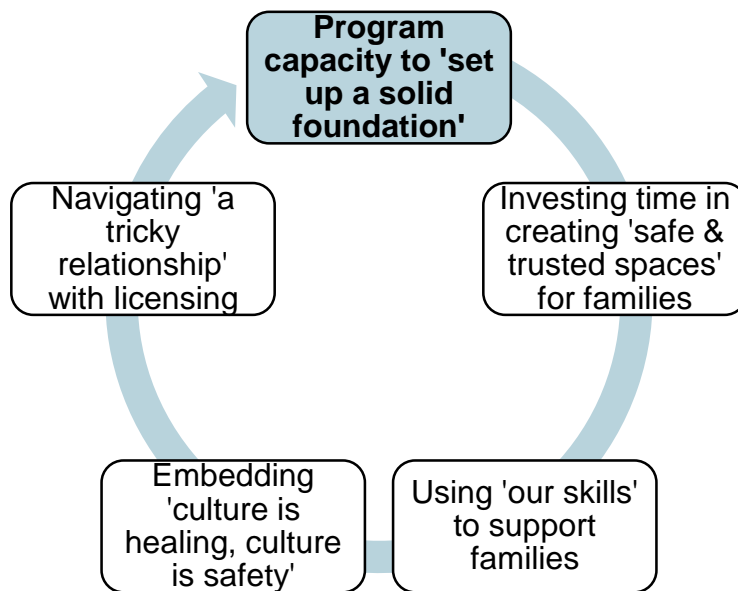 Program
capacity to 'set
up a solid
foundation'
Investing time in
creating 'safe &
trusted spaces'
for families
Using 'our skills'
to support
families
Embedding
'culture is
healing, culture
is safety'
Navigating 'a
tricky
relationship'
with licensing